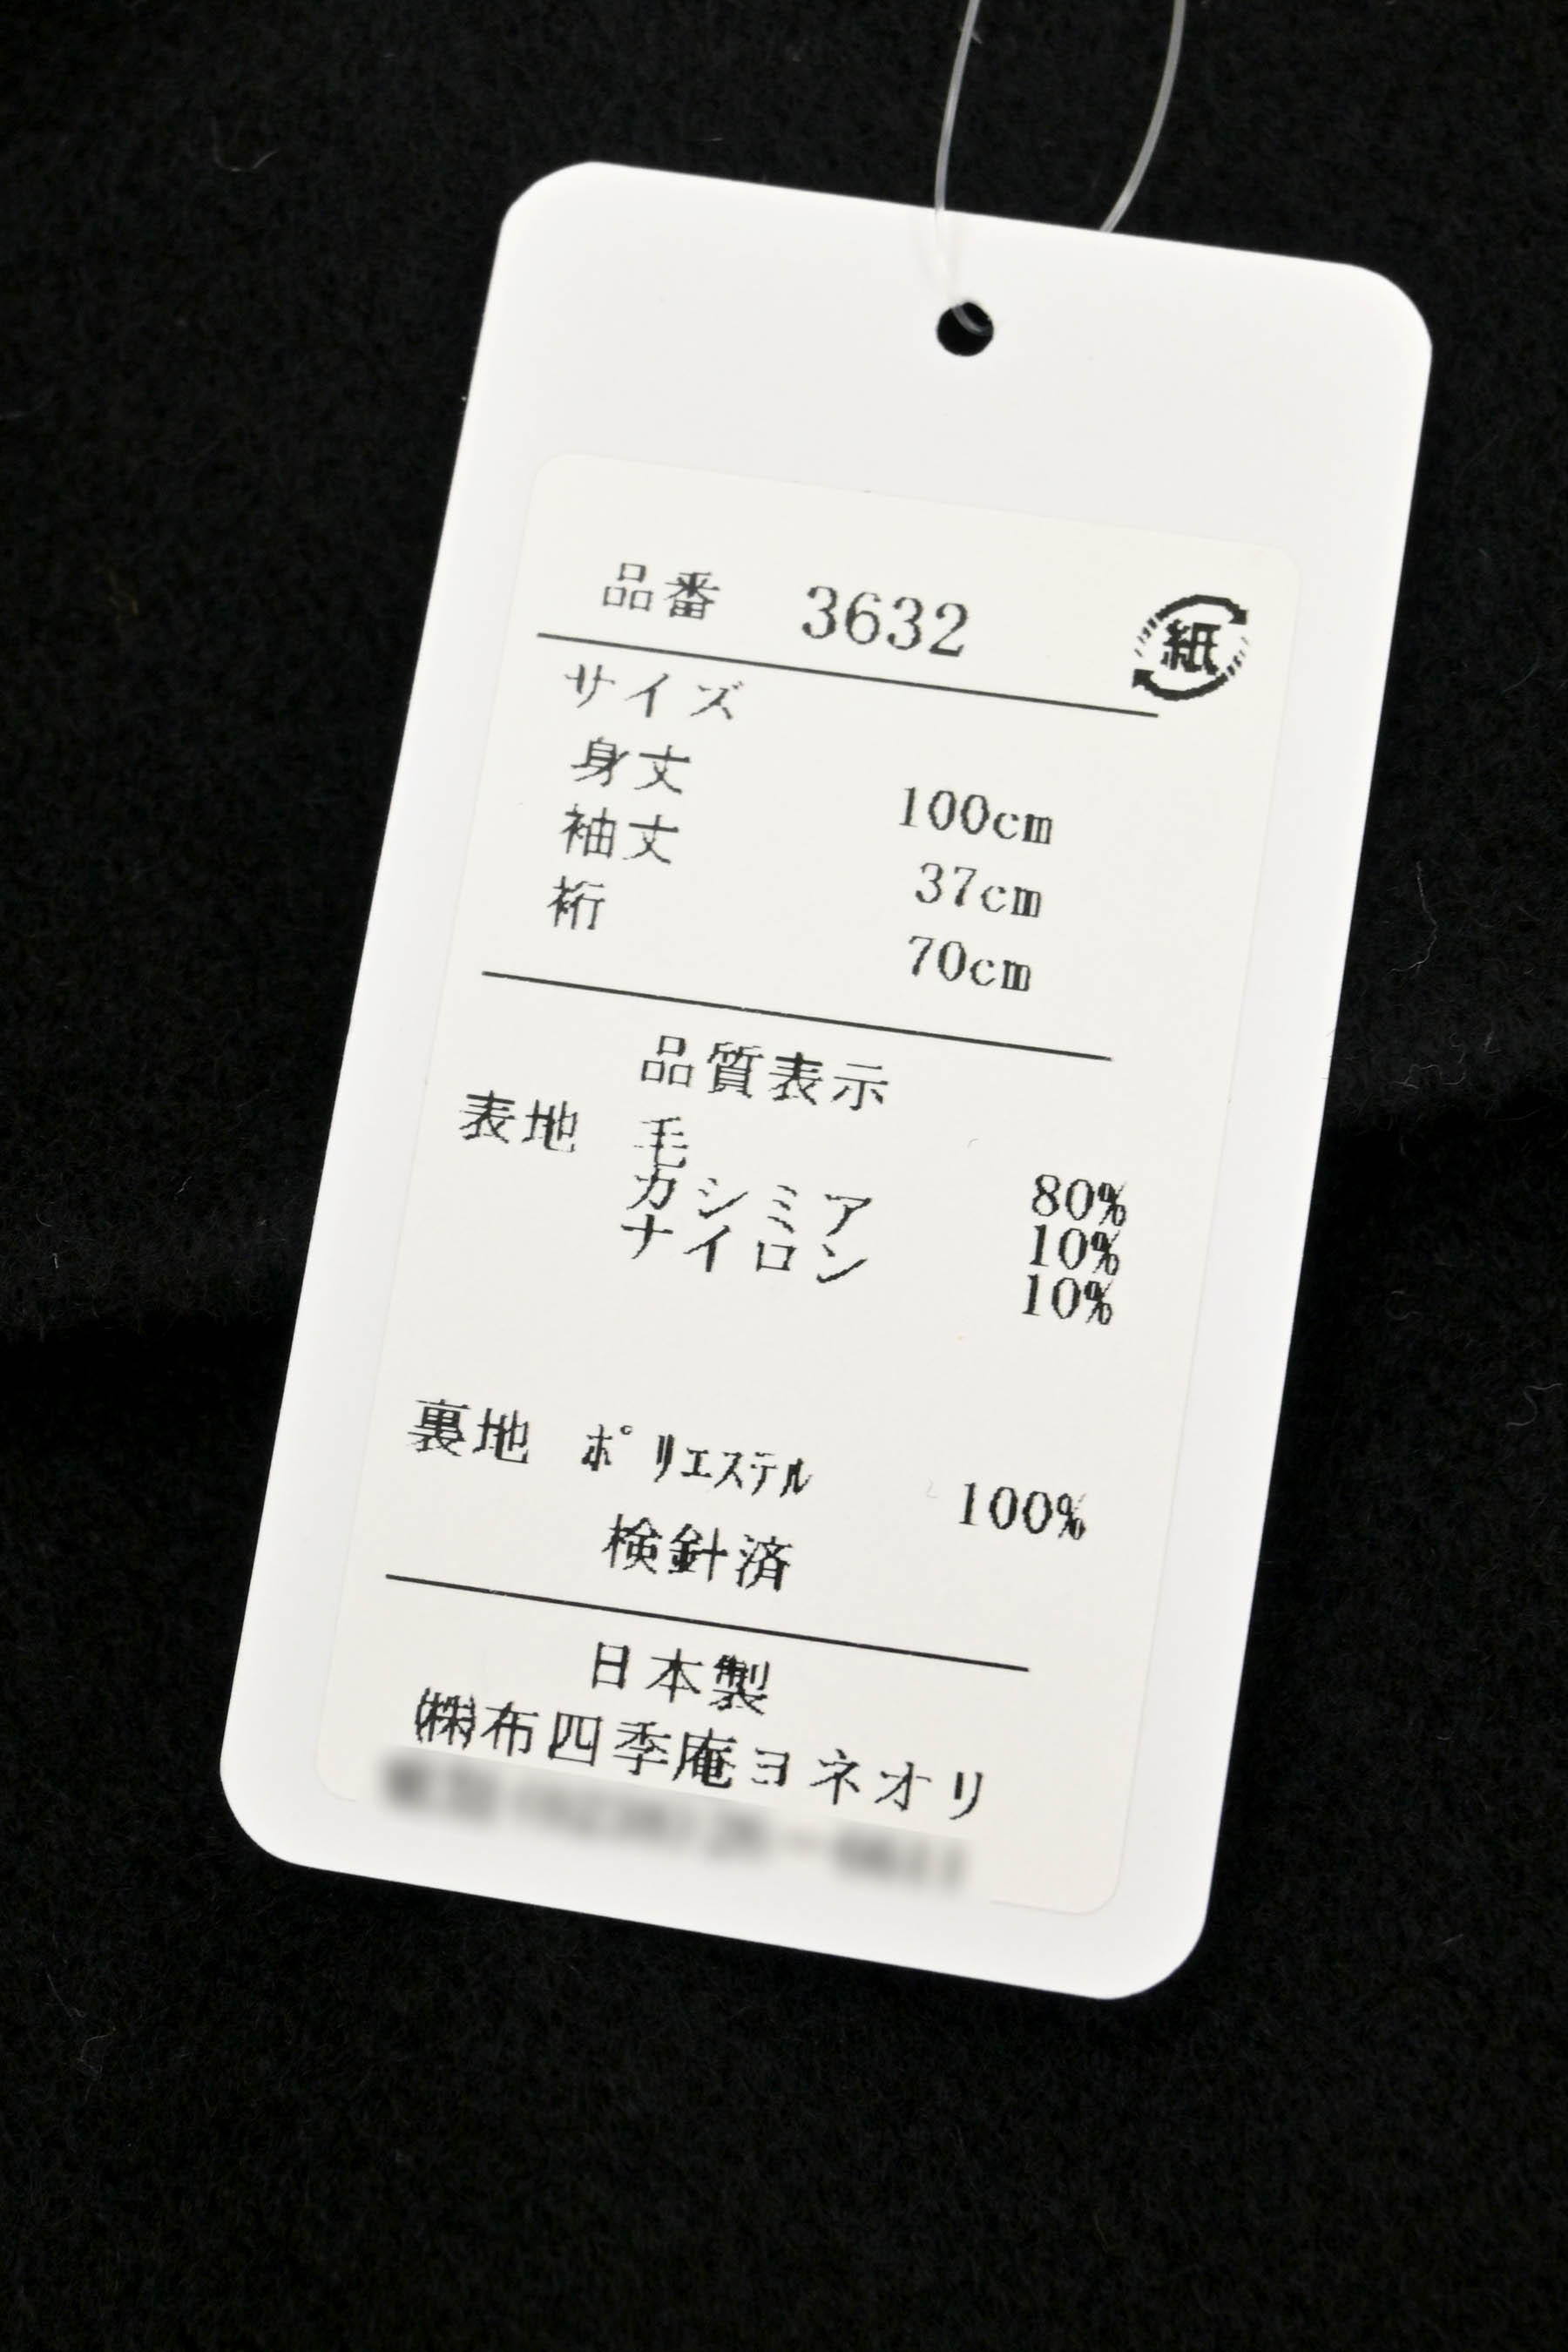 品番 3632
紙
サイズ
身丈 100cm
袖丈 37cm
裄 70cm
品質表示
表地 毛 80%
カシミア 10%
ナイロン 10%
裏地 ﾎﾟﾘｴｽﾃﾙ 100%
検針済
日本製
㈱布四季庵ヨネオリ